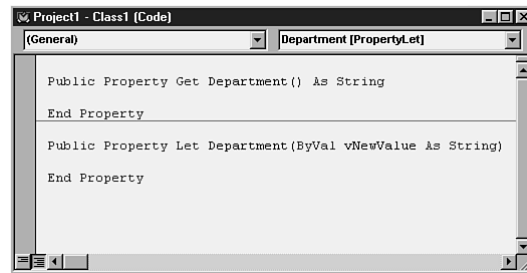 Project1 - Class1 (Code)
(General)
Department [PropertyLet]
Public Property Get Department() As String
End Property
Public Property Let Department(ByVal vNewValue As String)
End Property